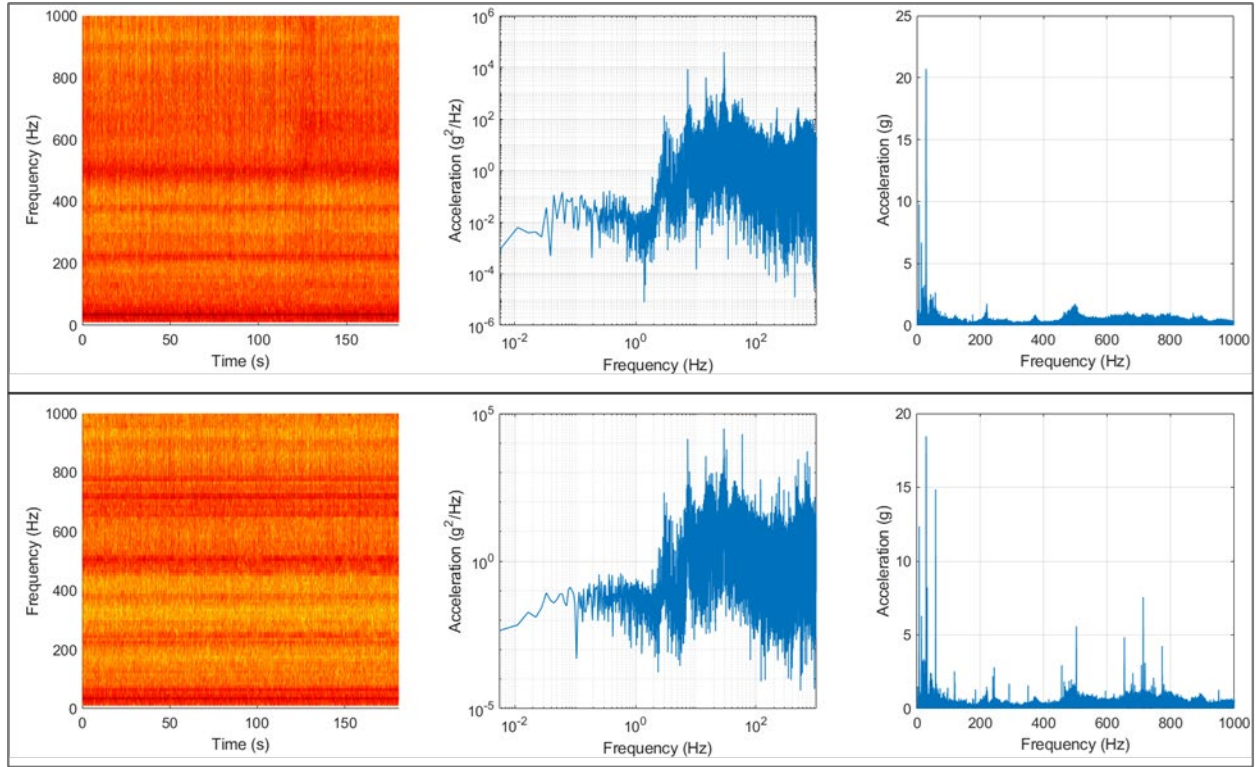 1000
800
600
400
200
0
Frequency (Hz)
0 50 100 150
Time (s)
10^6
10^4
10^2
10^0
10^-2
10^-4
10^-6
Acceleration (g^2/Hz)
10^-2 10^0 10^2
Frequency (Hz)
25
20
15
10
5
0
Acceleration (g)
0 200 400 600 800 1000
Frequency (Hz)
1000
800
600
400
200
0
Frequency (Hz)
0 50 100 150
Time (s)
10^5
10^0
10^-5
Acceleration (g^2/Hz)
10^-2 10^0 10^2
Frequency (Hz)
20
15
10
5
0
Acceleration (g)
0 200 400 600 800 1000
Frequency (Hz)